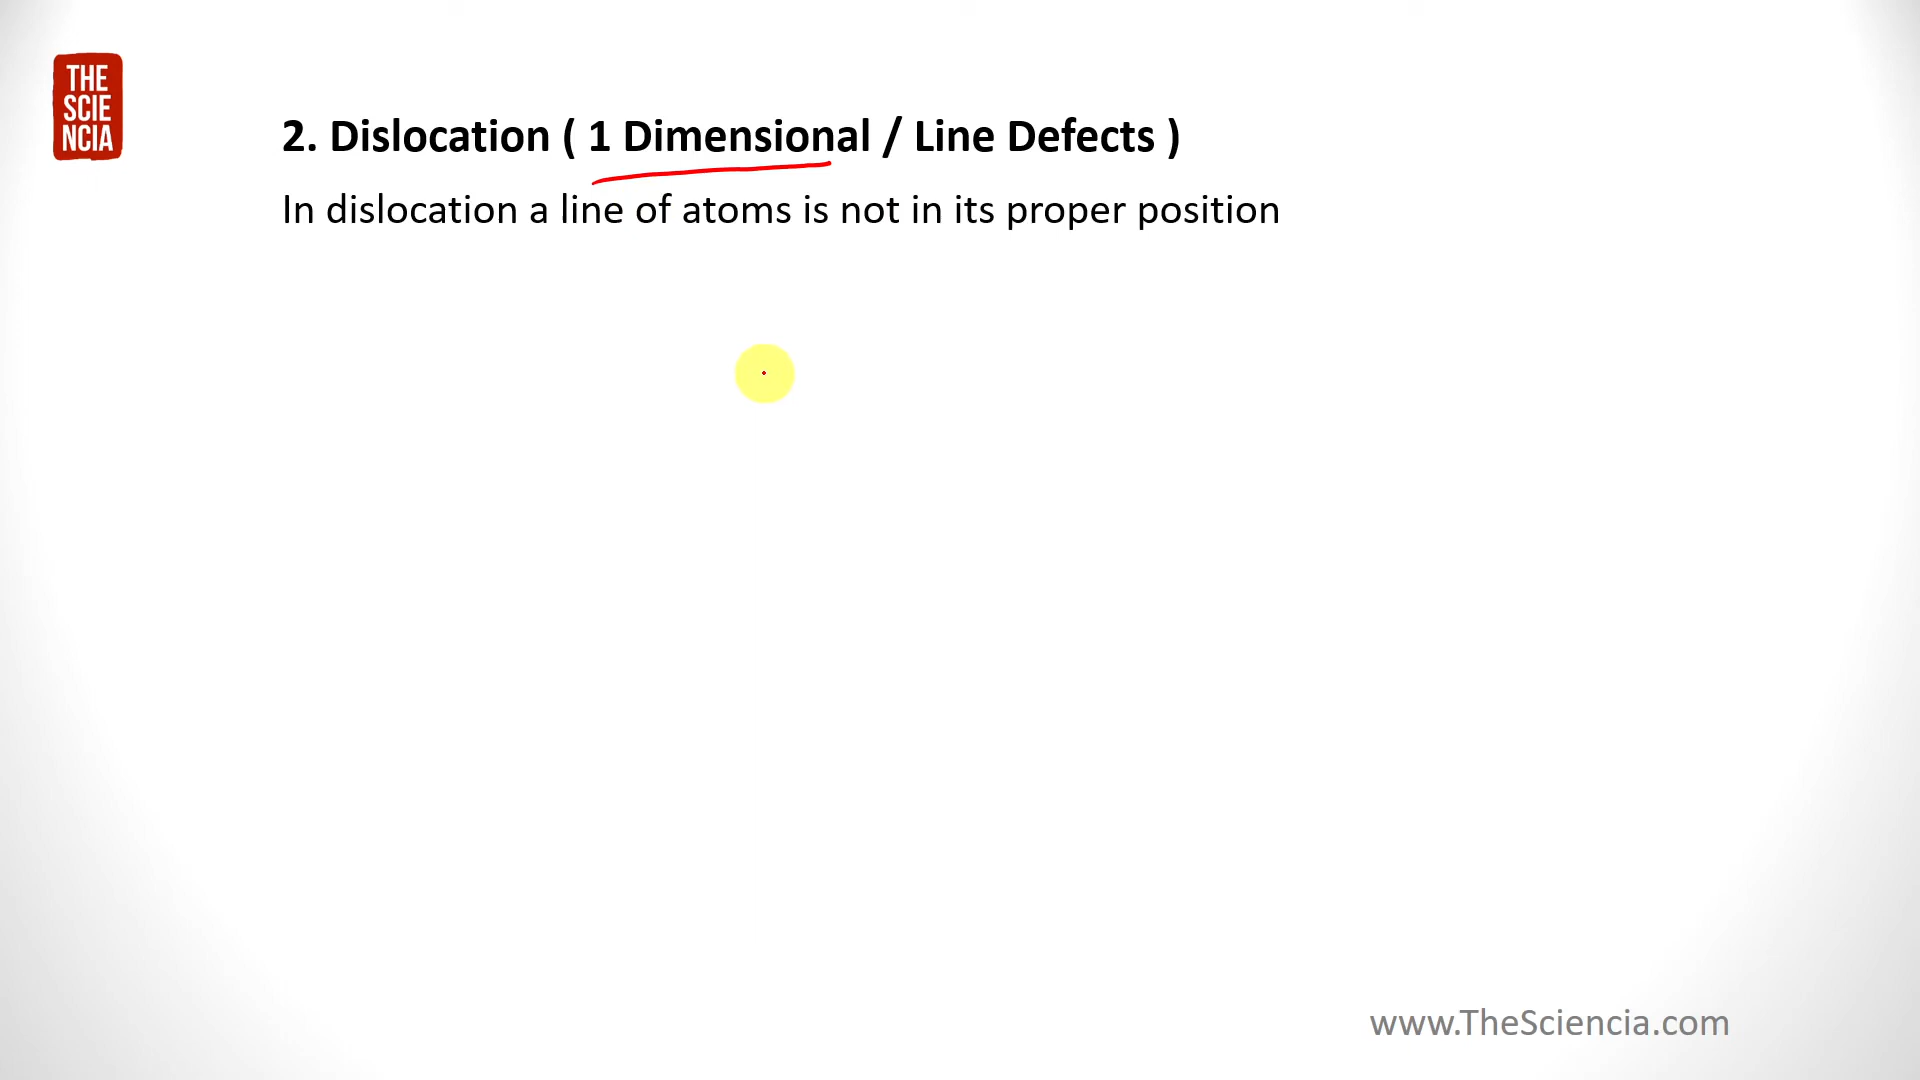 THE
SCIE
NCIA
2. Dislocation ( 1 Dimensional / Line Defects )
In dislocation a line of atoms is not in its proper position
www.TheSciencia.com